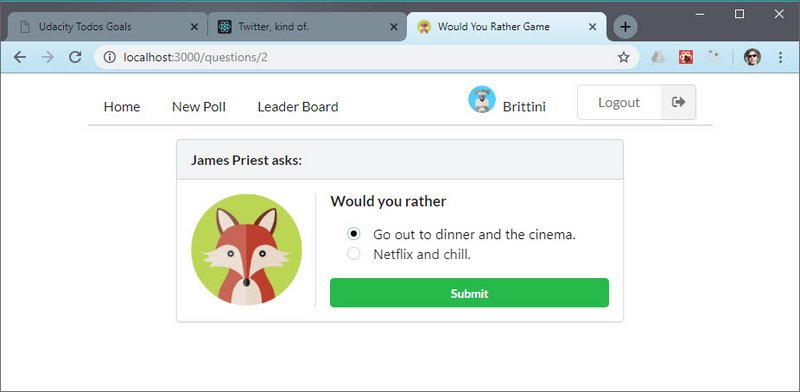 Udacity Todos Goals
Twitter, kind of.
Would You Rather Game
localhost:3000/questions/2
Home
New Poll
Leader Board
Brittini
Logout
James Priest asks:
Would you rather
Go out to dinner and the cinema.
Netflix and chill.
Submit